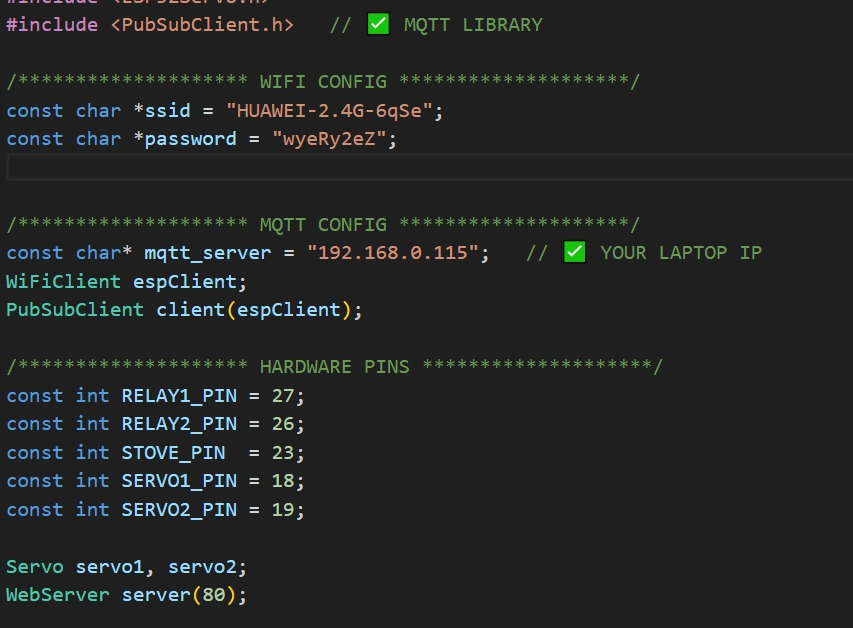 #include <ESP32Servo.h>
#include <PubSubClient.h>   // ✅ MQTT LIBRARY
/******************** WIFI CONFIG ********************/
const char *ssid = "HUAWEI-2.4G-6qSe";
const char *password = "wyeRy2eZ";
/******************** MQTT CONFIG ********************/
const char* mqtt_server = "192.168.0.115";   // ✅ YOUR LAPTOP IP
WiFiClient espClient;
PubSubClient client(espClient);
/******************** HARDWARE PINS ********************/
const int RELAY1_PIN = 27;
const int RELAY2_PIN = 26;
const int STOVE_PIN  = 23;
const int SERVO1_PIN = 18;
const int SERVO2_PIN = 19;
Servo servo1, servo2;
WebServer server(80);